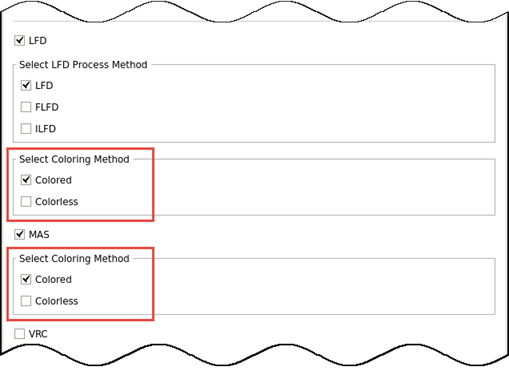 LFD
Select LFD Process Method
LFD
FLFD
ILFD
Select Coloring Method
Colored
Colorless
MAS
Select Coloring Method
Colored
Colorless
VRC